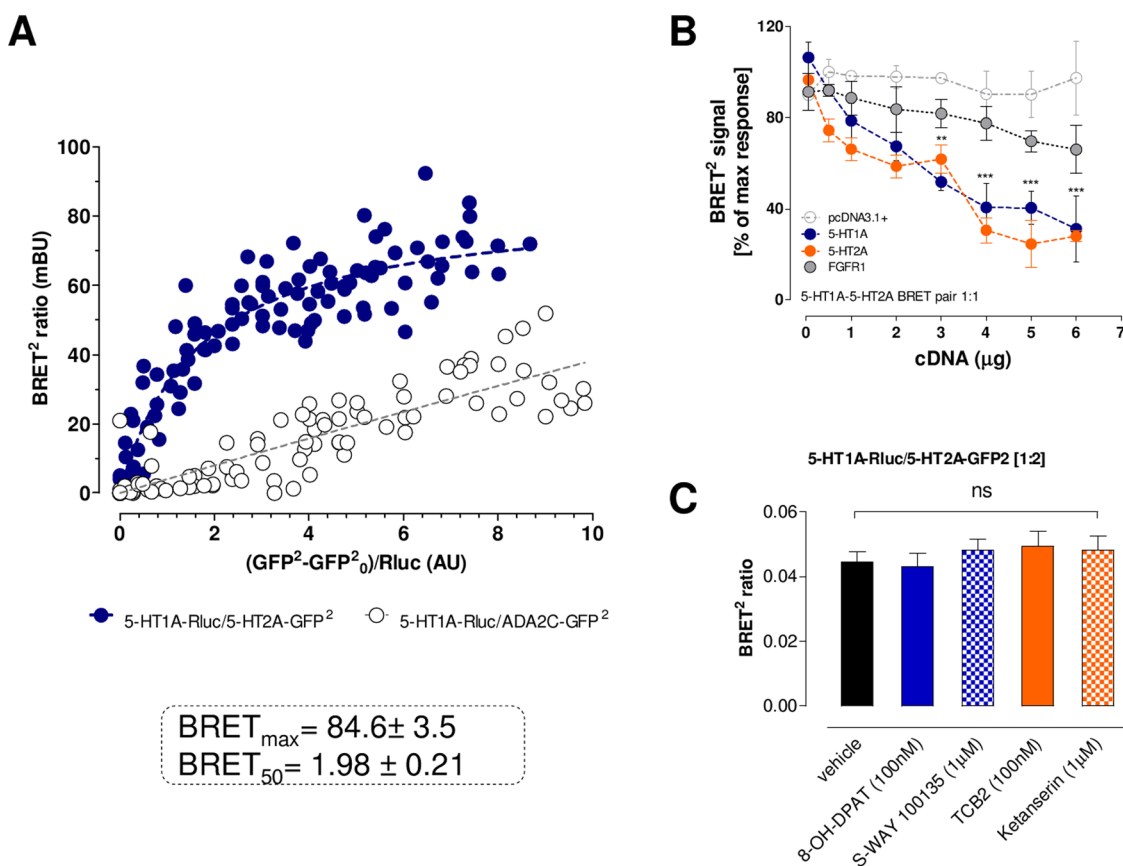 A
BRET2 ratio (mBU)
100
80
60
40
20
0
0 2 4 6 8 10
(GFP2-GFP20)/Rluc (AU)
5-HT1A-Rluc/5-HT2A-GFP2 5-HT1A-Rluc/ADA2C-GFP2
BRETmax= 84.6± 3.5
BRET50= 1.98 ± 0.21
B
BRET2 signal
[% of max response]
120
80
40
0
**
*** *** ***
pcDNA3.1+
5-HT1A
5-HT2A
FGFR1
5-HT1A-5-HT2A BRET pair 1:1
0 1 2 3 4 5 6 7
cDNA (µg)
5-HT1A-Rluc/5-HT2A-GFP2 [1:2]
C
ns
BRET2 ratio
0.06
0.04
0.02
0.00
vehicle
8-OH-DPAT (100nM)
S-WAY 100135 (1µM)
TCB2 (100nM)
Ketanserin (1µM)